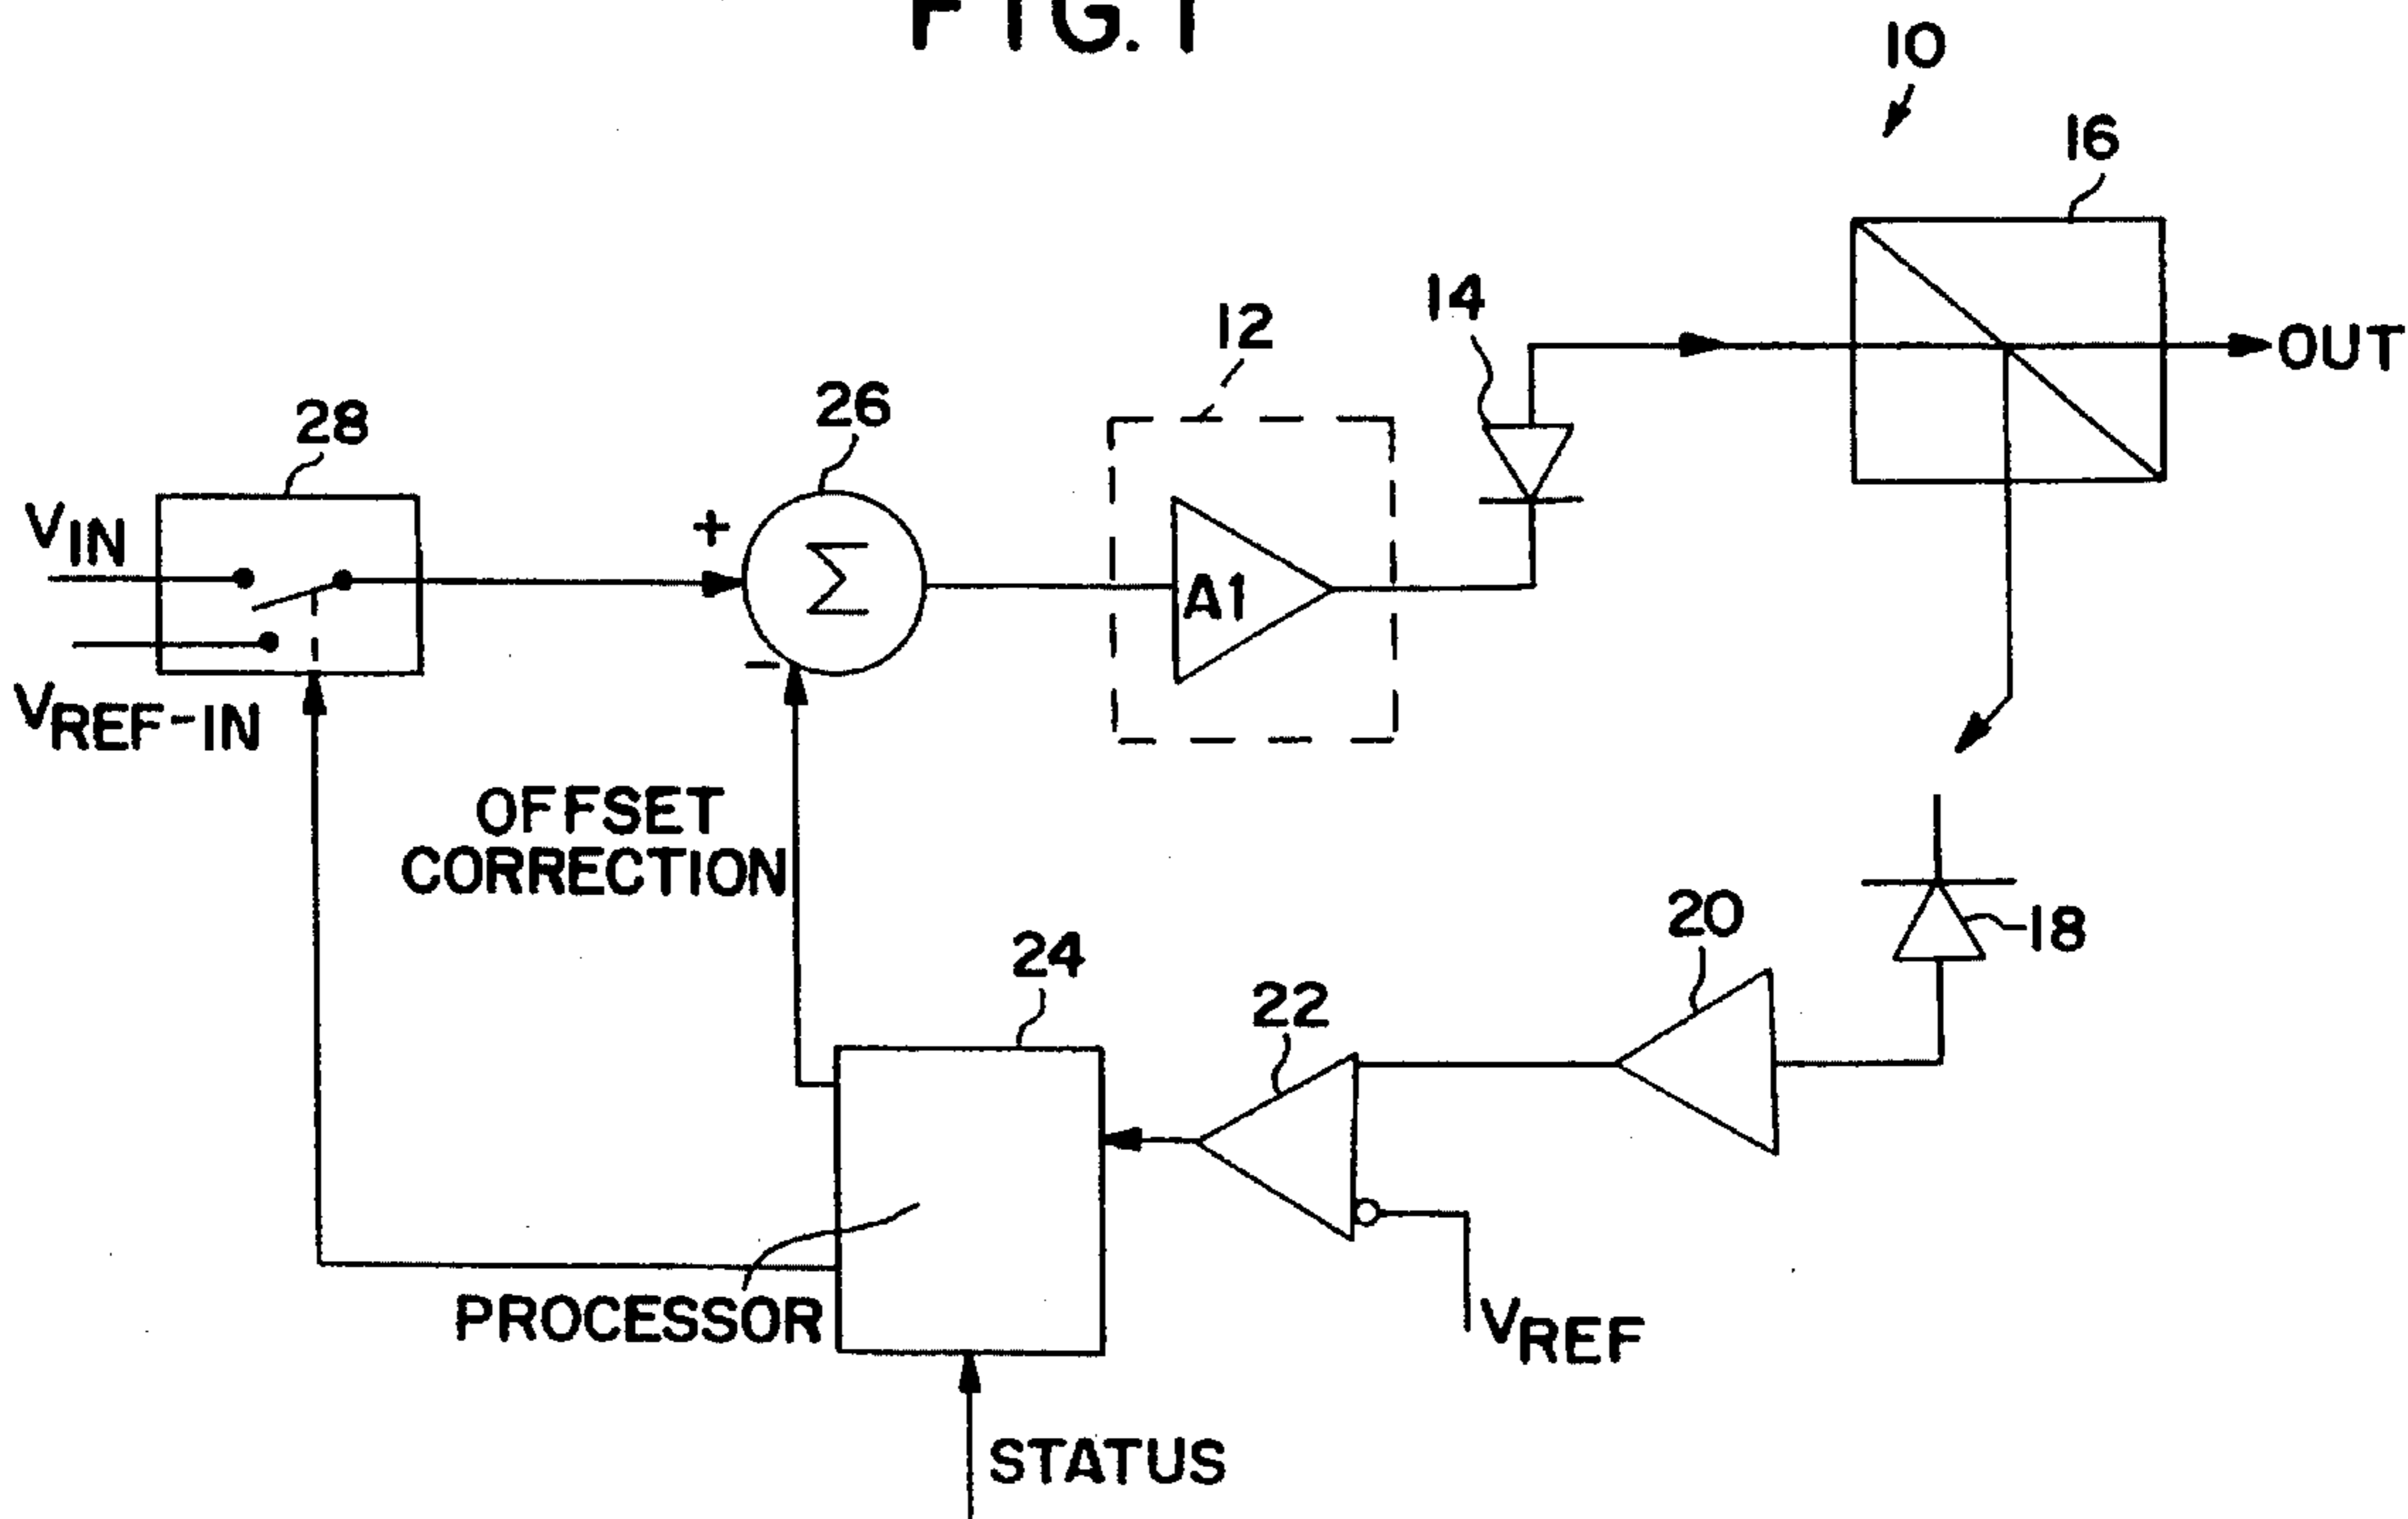 FIG. 1
10
16
14
12
OUT
26
28
VIN
+
Σ
A1
-
VREF-IN
OFFSET
CORRECTION
20
18
24
22
PROCESSOR
VREF
STATUS